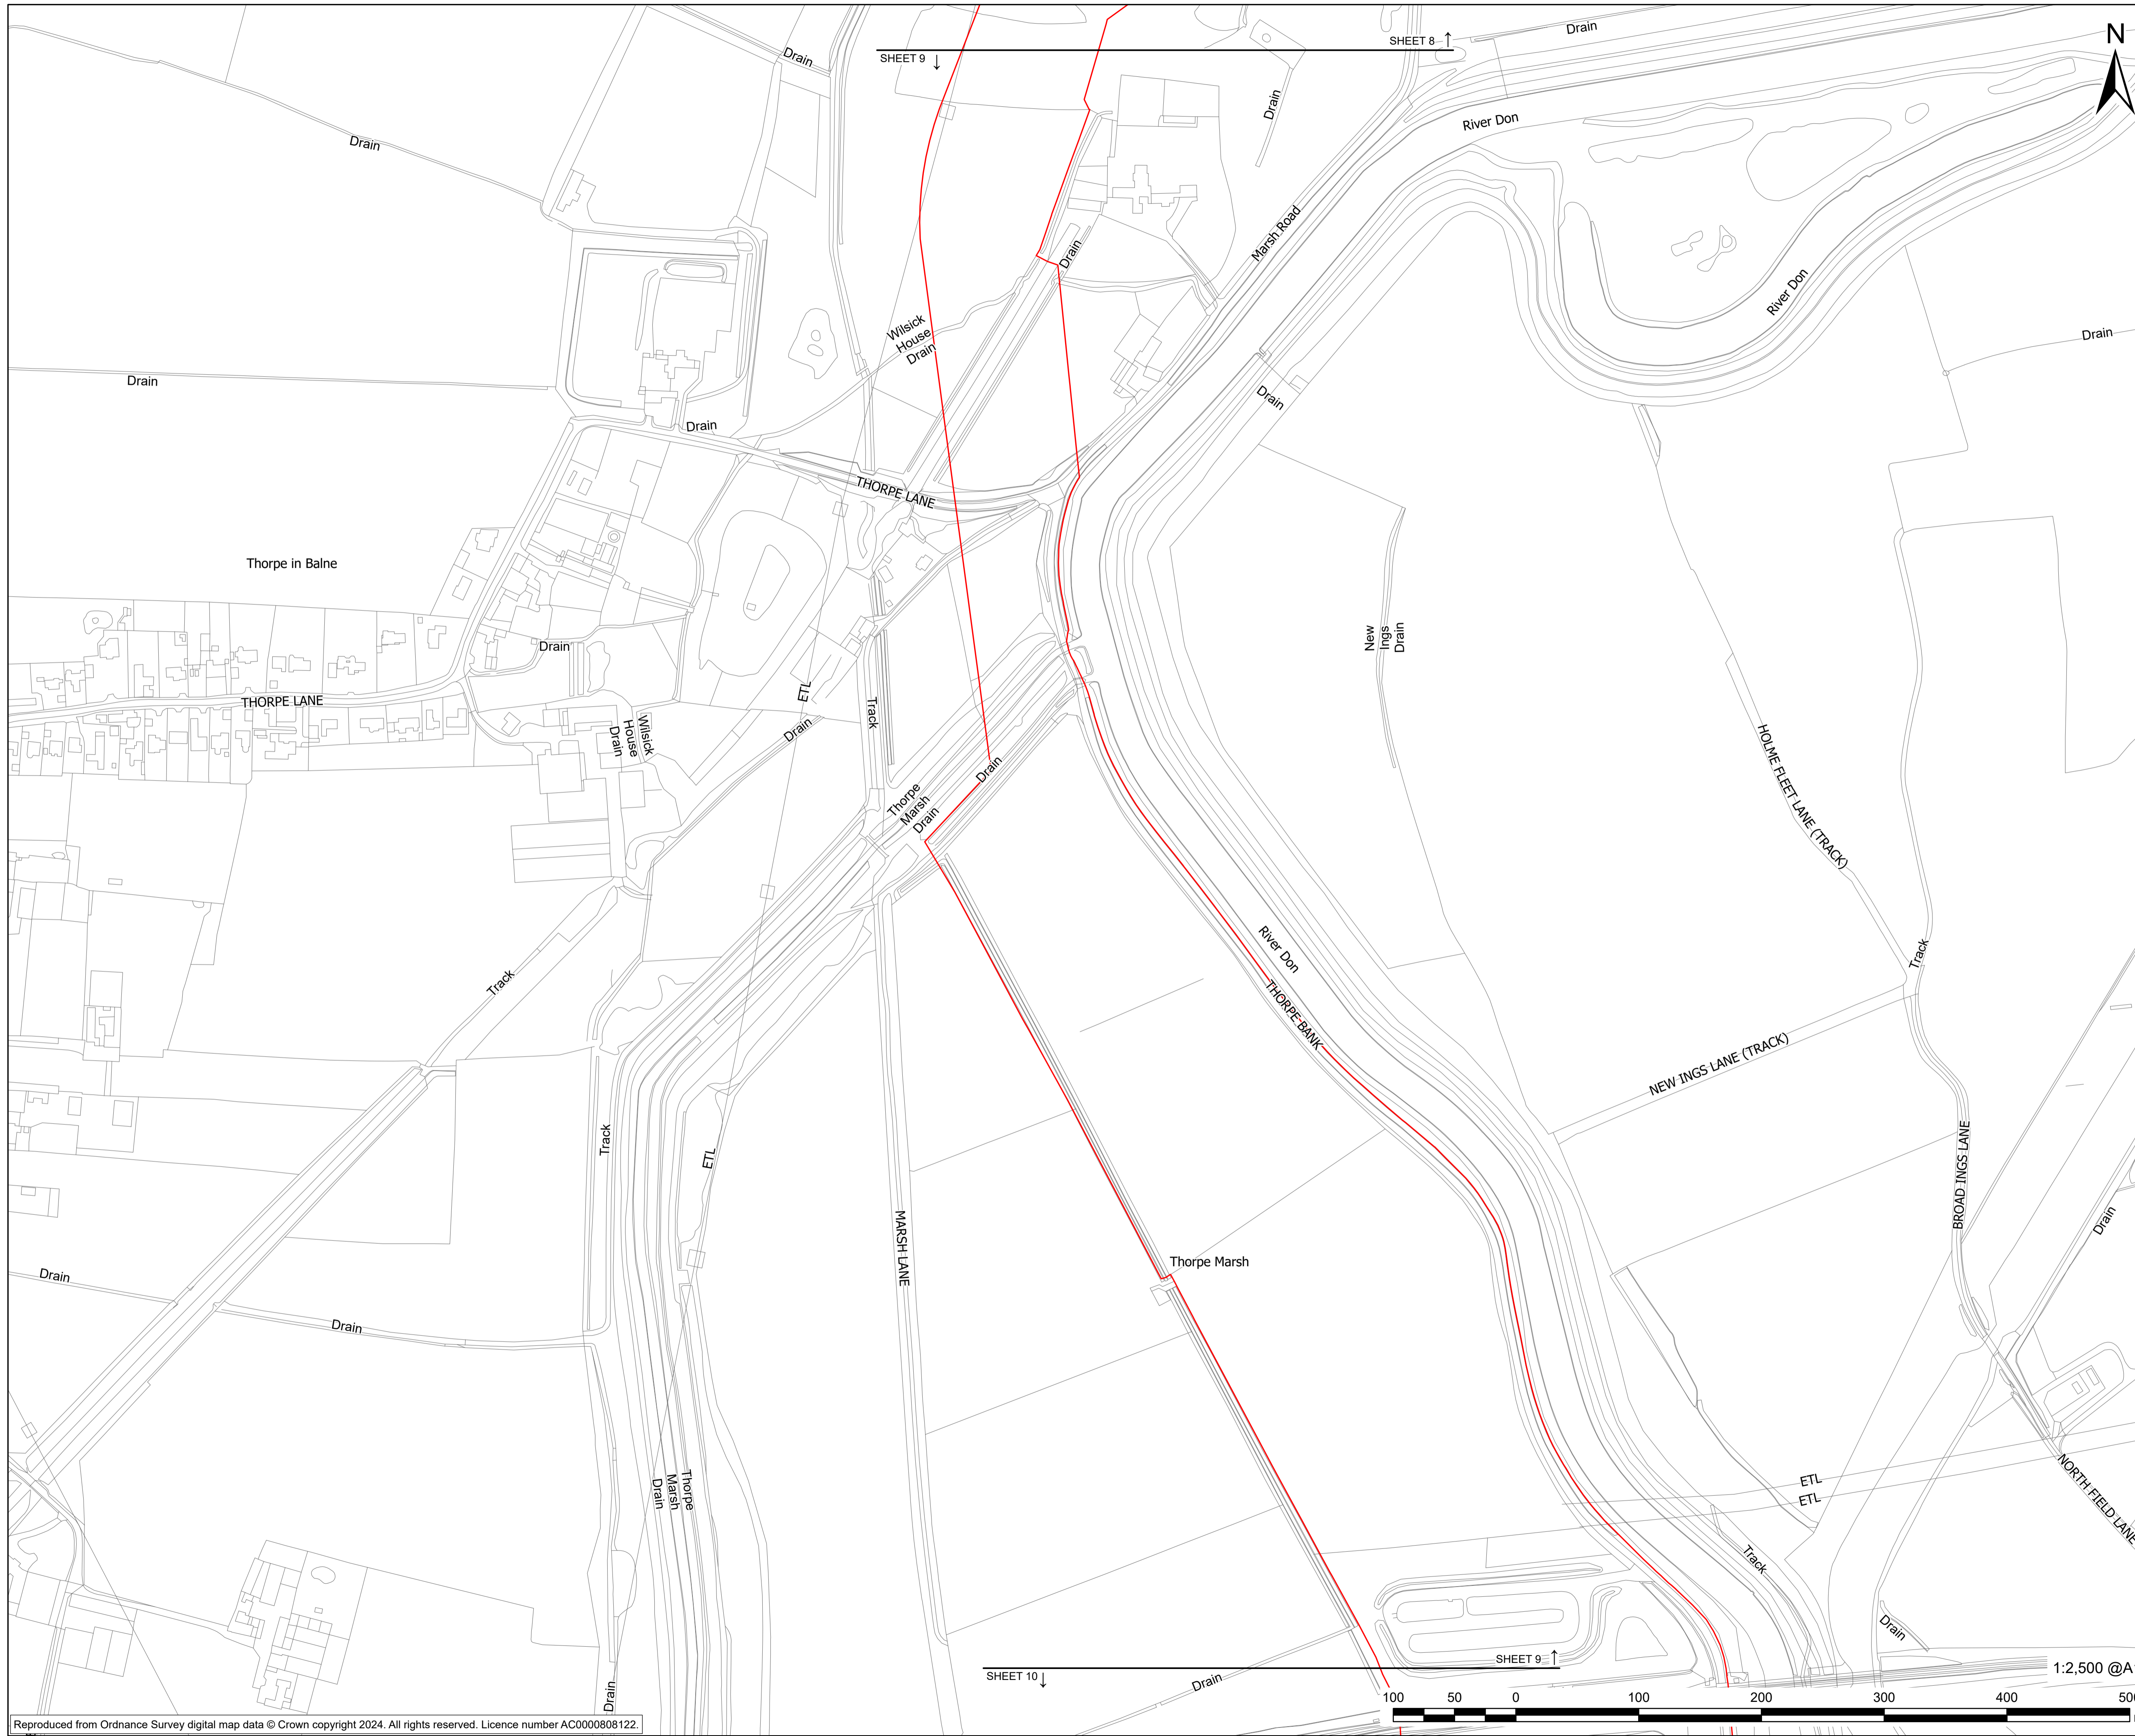 Drain
SHEET 8 ↑
Drain
SHEET 9 ↓
N
Drain
Drain
River Don
Drain
Marsh Road
Drain
River Don
Wilsick
House
Drain
Drain
Drain
Drain
Drain
THORPE LANE
Thorpe in Balne
New
Ings
Drain
Drain
ETL
THORPE LANE
Track
Wilsick
House
Drain
Drain
Drain
Thorpe
Marsh
Drain
HOLME FLEET LANE (TRACK)
River Don
Track
Track
THORPE BANK
NEW INGS LANE (TRACK)
Track
ETL
BROAD INGS LANE
Drain
MARSH LANE
Thorpe Marsh
Drain
Drain
Thorpe
Marsh
Drain
ETL
ETL
NORTH FIELD LANE
Track
Drain
SHEET 9 ↑
SHEET 10 ↓
Drain
Drain
1:2,500 @A
100 50 0 100 200 300 400
Reproduced from Ordnance Survey digital map data © Crown copyright 2024. All rights reserved. Licence number AC0000808122.